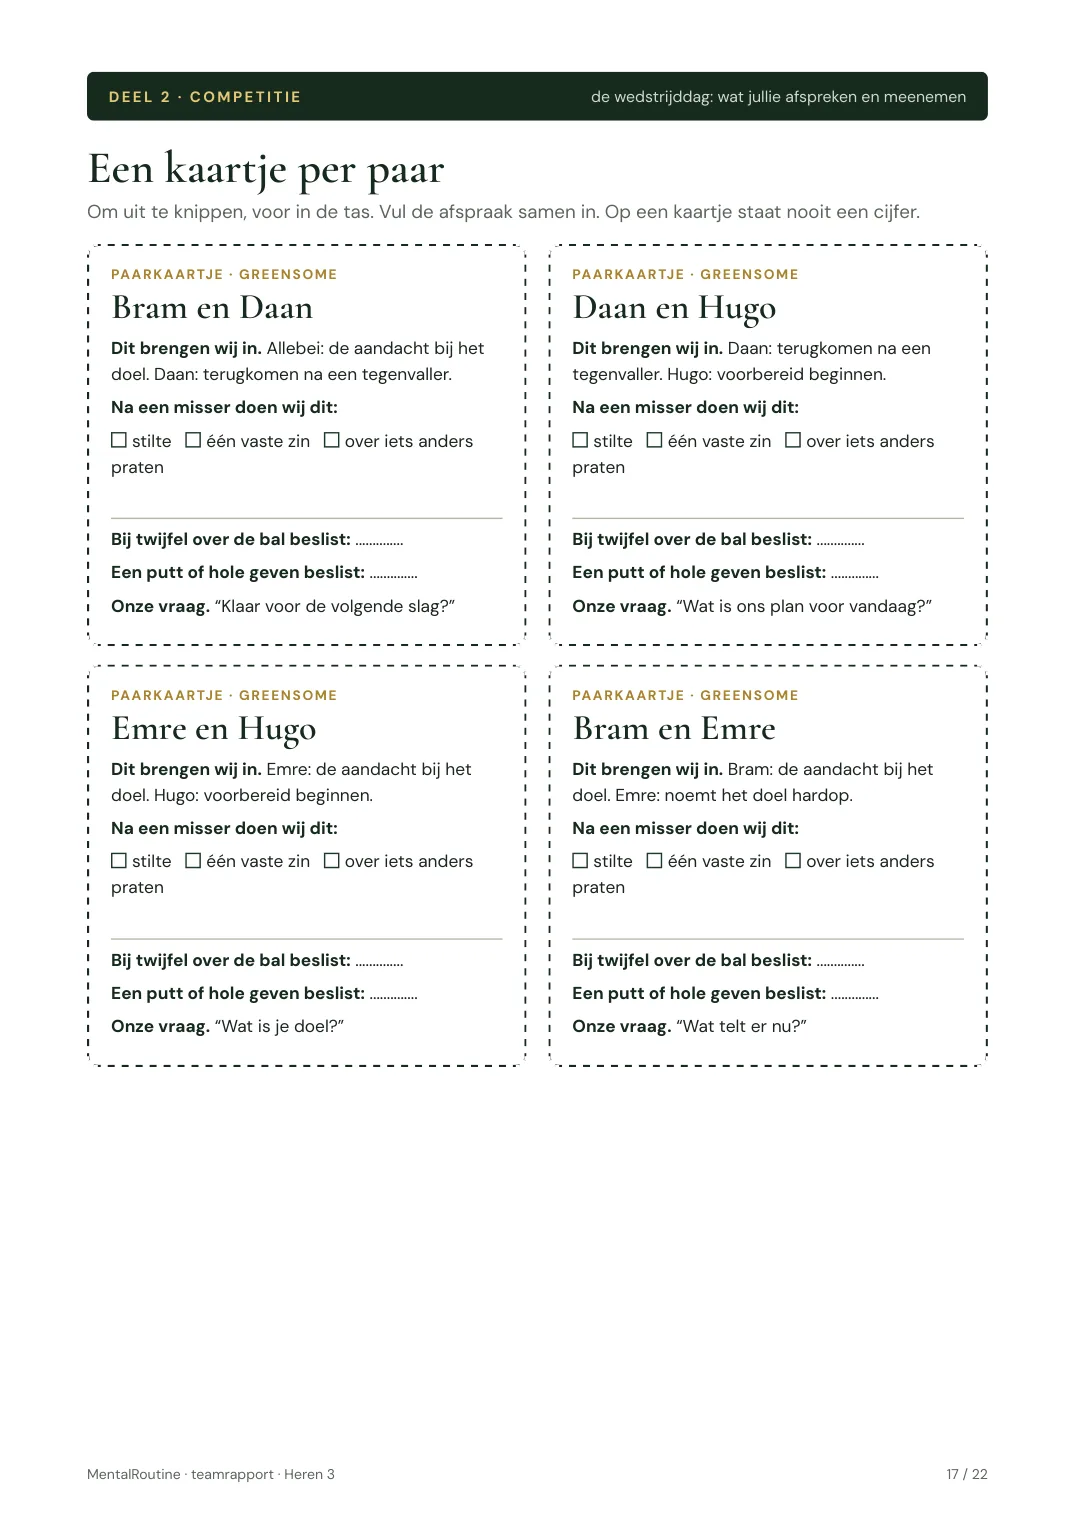 DEEL 2 · COMPETITIE
de wedstrijddag: wat jullie afspreken en meenemen
Een kaartje per paar
Om uit te knippen, voor in de tas. Vul de afspraak samen in. Op een kaartje staat nooit een cijfer.
PAARKAARTJE · GREENSOME
Bram en Daan
Dit brengen wij in. Allebei: de aandacht bij het
doel. Daan: terugkomen na een tegenvaller.
Na een misser doen wij dit:
☐ stilte ☐ één vaste zin ☐ over iets anders
praten
Bij twijfel over de bal beslist: ..............
Een putt of hole geven beslist: ..............
Onze vraag. “Klaar voor de volgende slag?”
PAARKAARTJE · GREENSOME
Daan en Hugo
Dit brengen wij in. Daan: terugkomen na een
tegenvaller. Hugo: voorbereid beginnen.
Na een misser doen wij dit:
☐ stilte ☐ één vaste zin ☐ over iets anders
praten
Bij twijfel over de bal beslist: ..............
Een putt of hole geven beslist: ..............
Onze vraag. “Wat is ons plan voor vandaag?”
PAARKAARTJE · GREENSOME
Emre en Hugo
Dit brengen wij in. Emre: de aandacht bij het
doel. Hugo: voorbereid beginnen.
Na een misser doen wij dit:
☐ stilte ☐ één vaste zin ☐ over iets anders
praten
Bij twijfel over de bal beslist: ..............
Een putt of hole geven beslist: ..............
Onze vraag. “Wat is je doel?”
PAARKAARTJE · GREENSOME
Bram en Emre
Dit brengen wij in. Bram: de aandacht bij het
doel. Emre: noemt het doel hardop.
Na een misser doen wij dit:
☐ stilte ☐ één vaste zin ☐ over iets anders
praten
Bij twijfel over de bal beslist: ..............
Een putt of hole geven beslist: ..............
Onze vraag. “Wat telt er nu?”
MentalRoutine · teamrapport · Heren 3
17 / 22